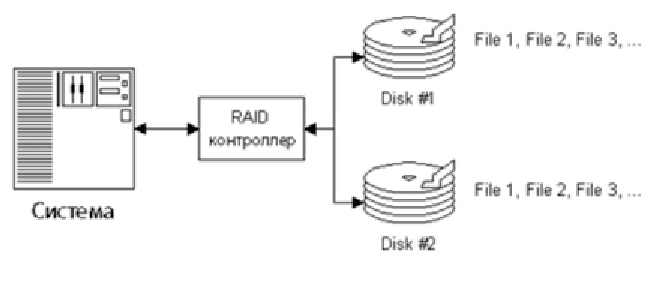 File 1, File 2, File 3, ...
Disk #1
RAID
контроллер
Система
File 1, File 2, File 3, ...
Disk #2